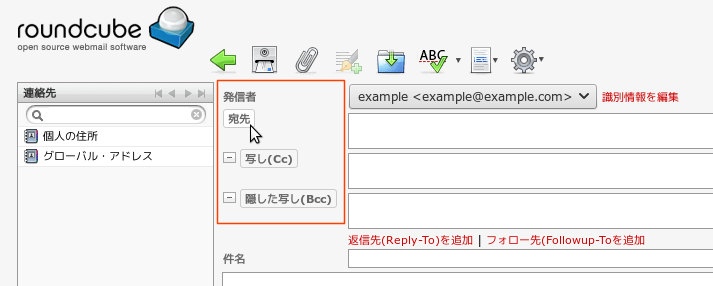 roundcube
open source webmail software
ABC
連絡先
個人の住所
グローバル・アドレス
発信者
example <example@example.com>
識別情報を編集
宛先
写し(Cc)
隠した写し(Bcc)
返信先(Reply-To)を追加 | フォロー先(Followup-Toを追加
件名